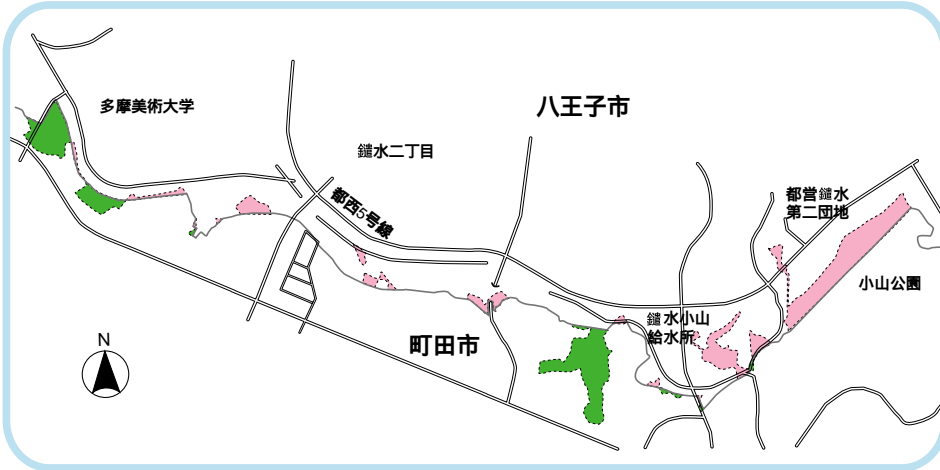 八王子市
多摩美術大学
鑓水二丁目
都西5号線
都営鑓水
第二団地
小山公園
鑓水小山
給水所
町田市
N